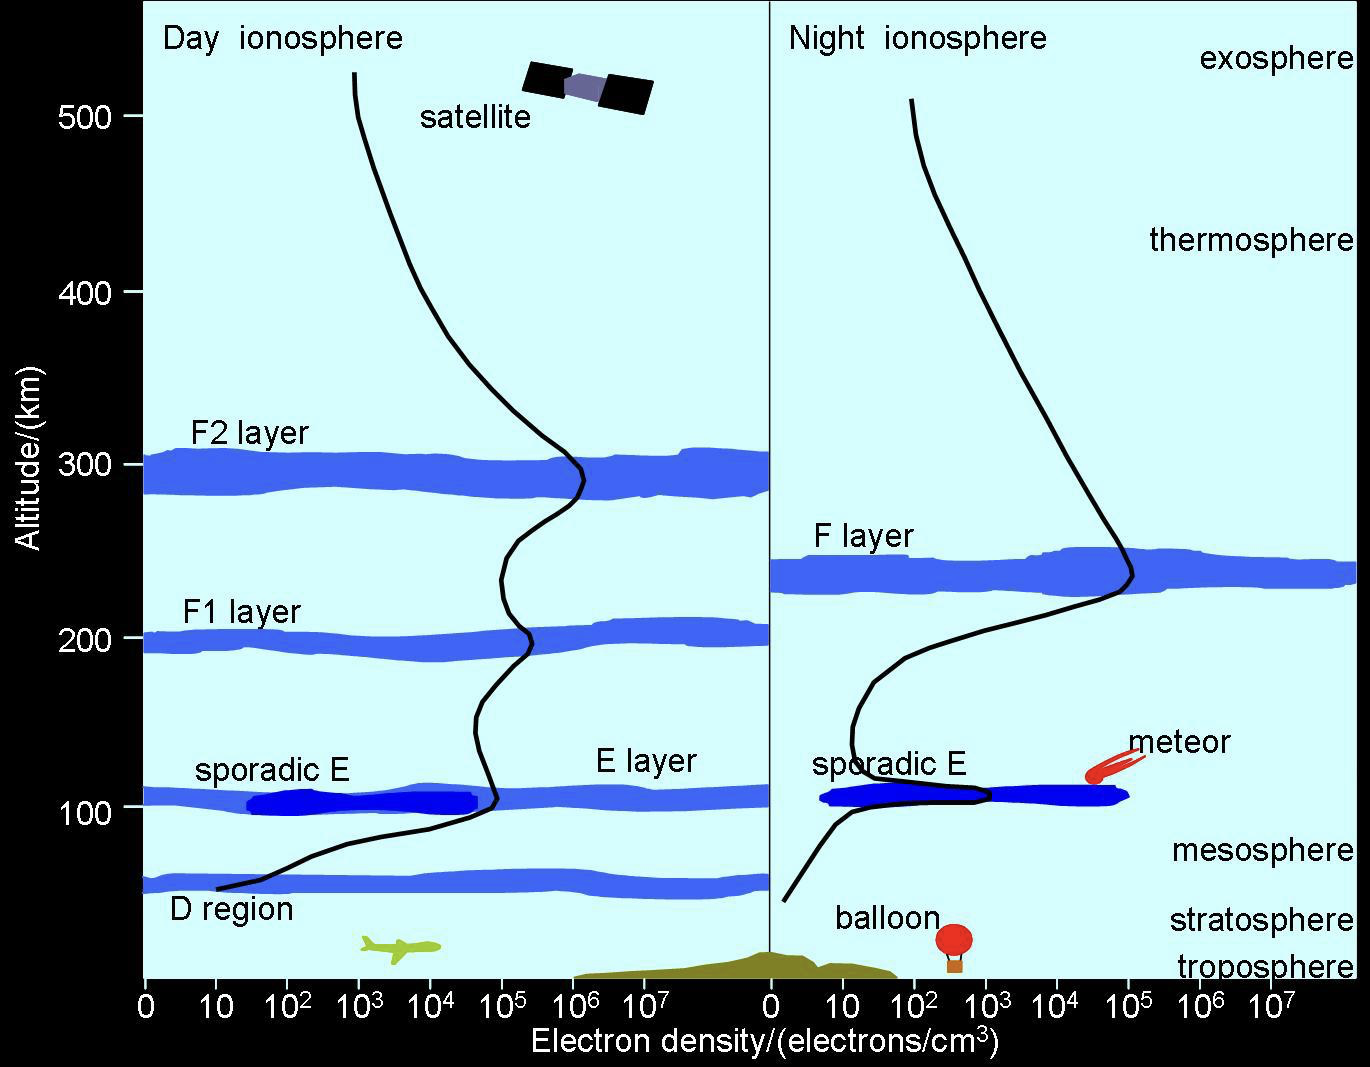 Day ionosphere
Night ionosphere
exosphere
satellite
500
thermosphere
400
Altitude/(km)
F2 layer
300
F layer
F1 layer
200
meteor
sporadic E
E layer
sporadic E
100
mesosphere
D region
balloon
stratosphere
troposphere
0 10 10² 10³ 10⁴ 10⁵ 10⁶ 10⁷ 0 10 10² 10³ 10⁴ 10⁵ 10⁶ 10⁷
Electron density/(electrons/cm³)